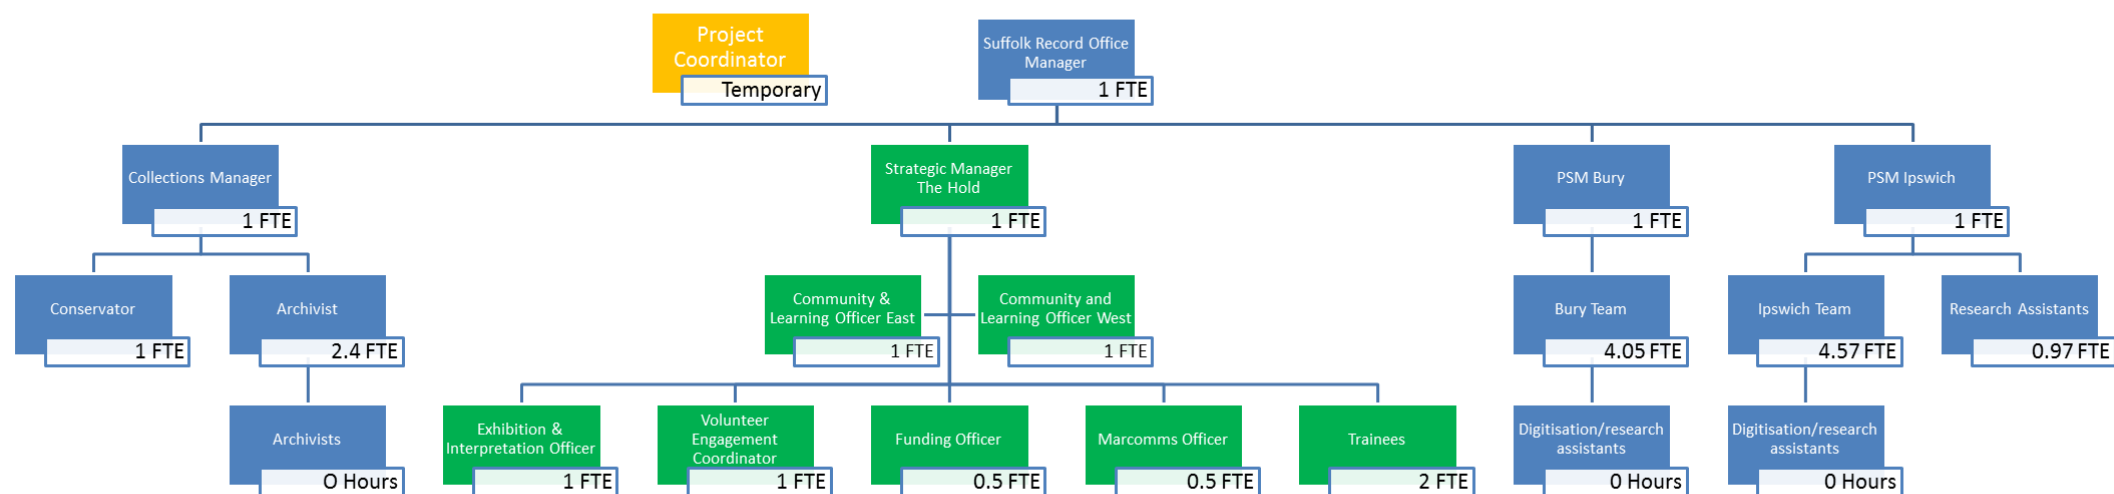 Project
Coordinator
Temporary
Suffolk Record Office
Manager
1 FTE
Collections Manager
1 FTE
Strategic Manager
The Hold
1 FTE
PSM Bury
1 FTE
PSM Ipswich
1 FTE
Conservator
1 FTE
Archivist
2.4 FTE
Community &
Learning Officer East
1 FTE
Community and
Learning Officer West
1 FTE
Bury Team
4.05 FTE
Ipswich Team
4.57 FTE
Research Assistants
0.97 FTE
Archivists
O Hours
Exhibition &
Interpretation Officer
1 FTE
Volunteer
Engagement
Coordinator
1 FTE
Funding Officer
0.5 FTE
Marcomms Officer
0.5 FTE
Trainees
2 FTE
Digitisation/research
assistants
0 Hours
Digitisation/research
assistants
0 Hours